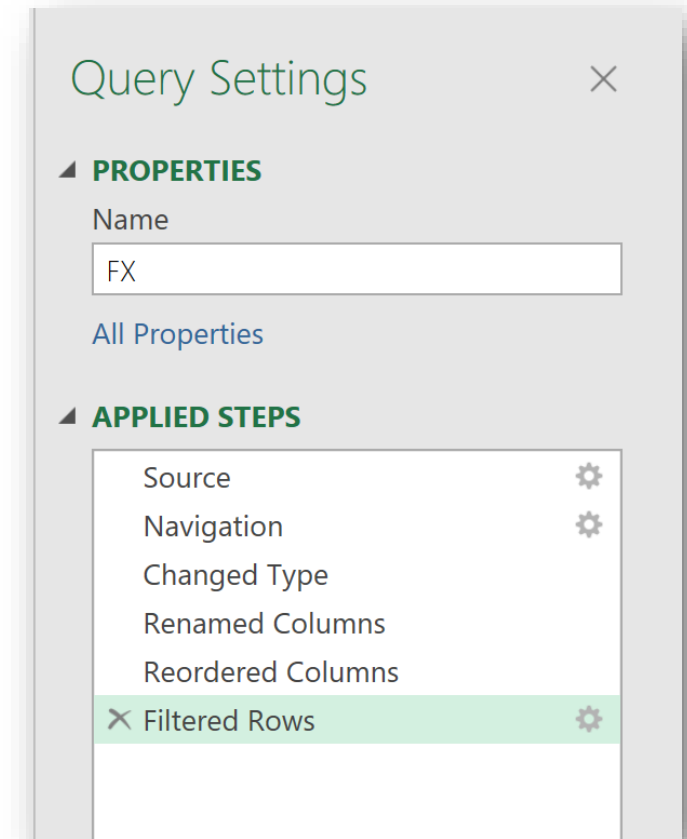 Query Settings
PROPERTIES
Name
FX
All Properties
APPLIED STEPS
Source
Navigation
Changed Type
Renamed Columns
Reordered Columns
Filtered Rows